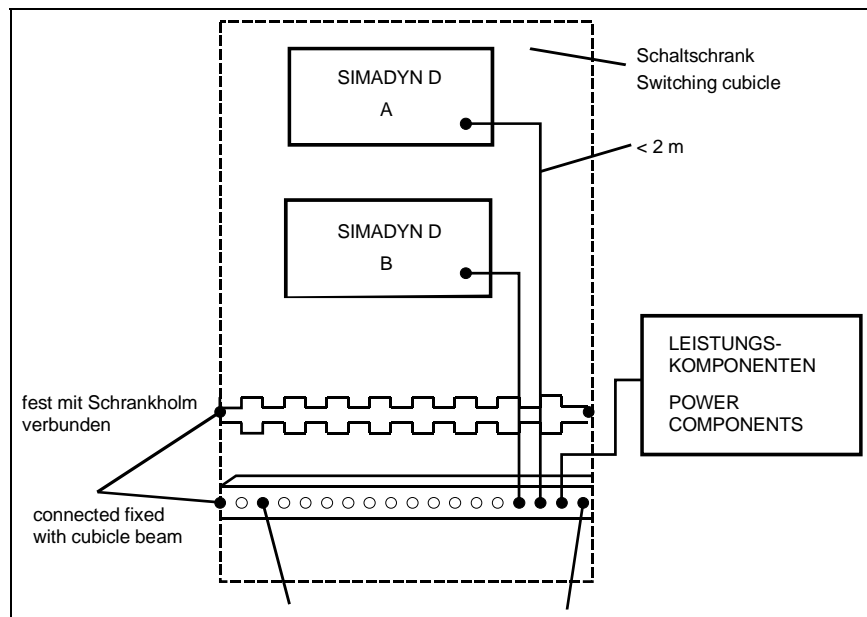 Schaltschrank
Switching cubicle
SIMADYN D
A
< 2 m
SIMADYN D
B
LEISTUNGS-
KOMPONENTEN
POWER
COMPONENTS
fest mit Schrankholm
verbunden
connected fixed
with cubicle beam